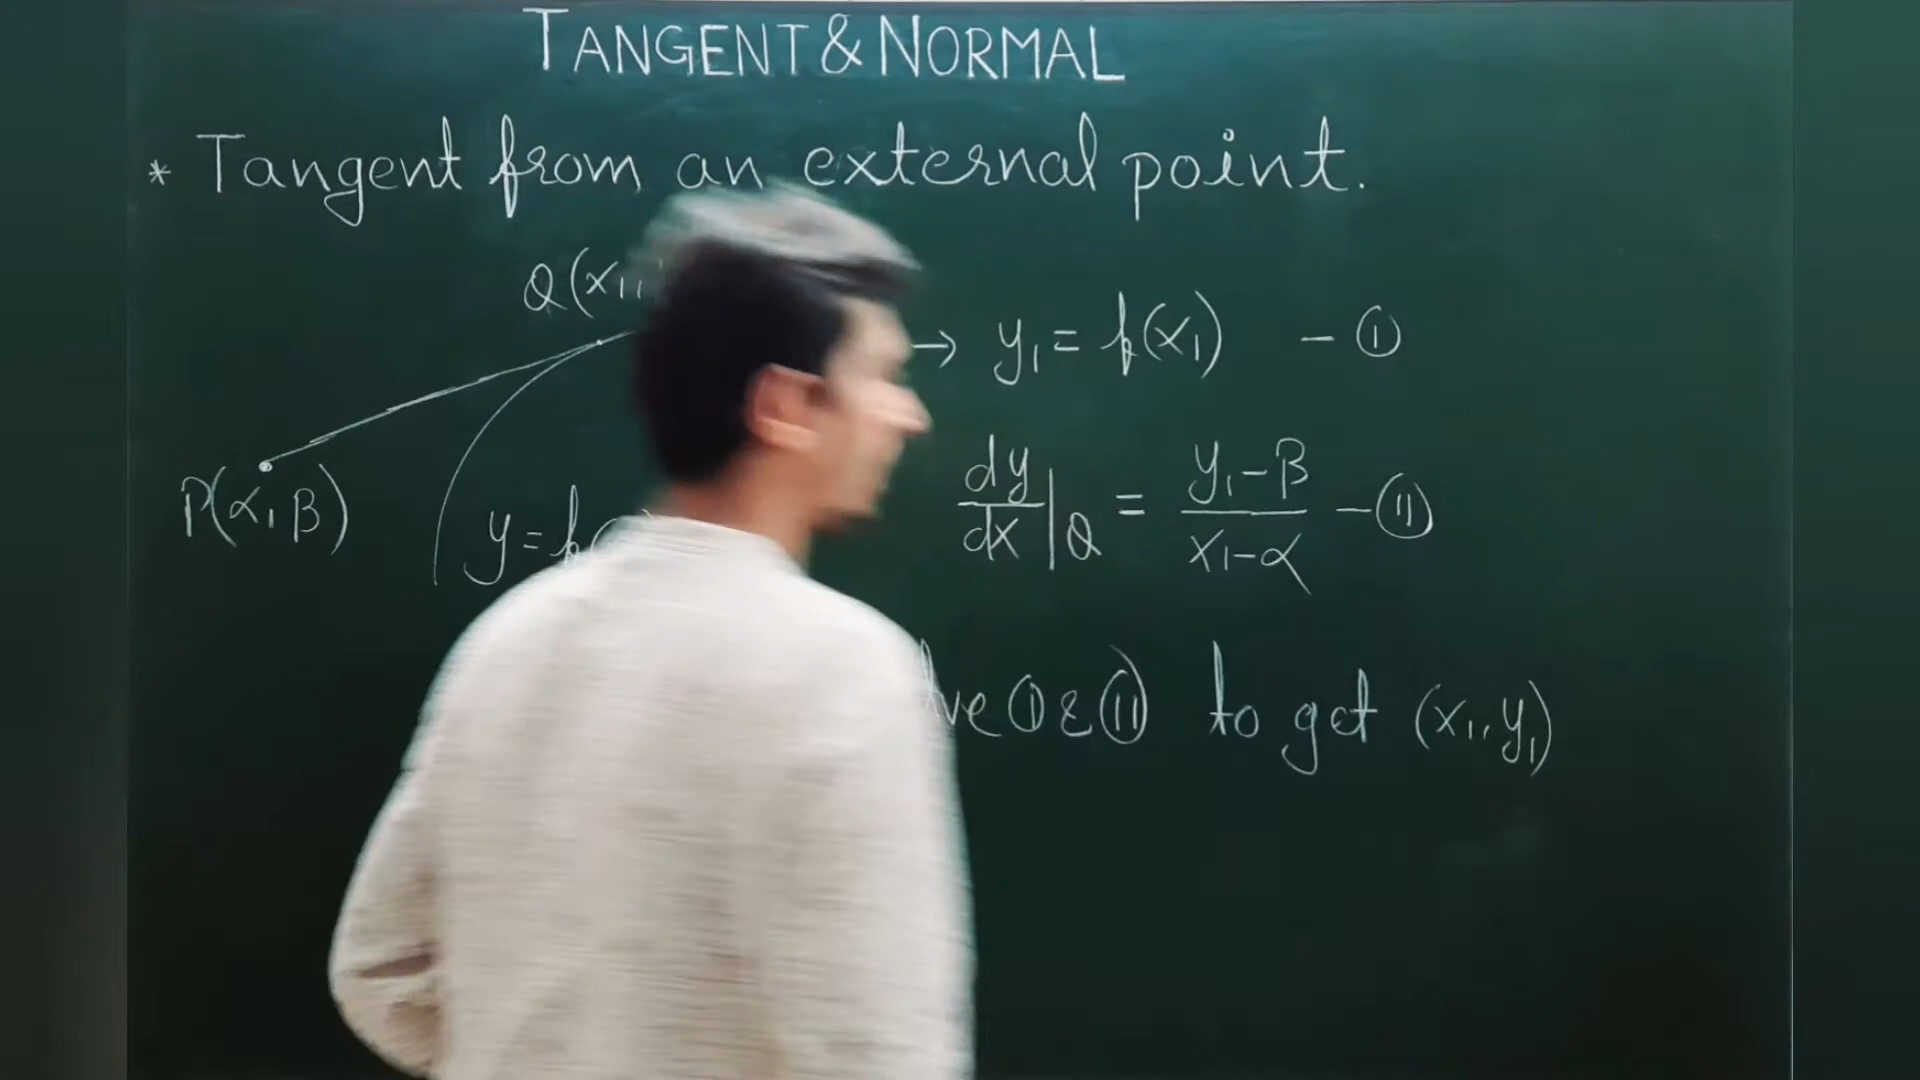 TANGENT & NORMAL
* Tangent from an external point.
Q(x₁,
P(α, β)
y = f(
→ y₁ = f(x₁) - ①
dy/dx |Q = y₁-β / x₁-α - ⑪
① & ⑪ to get (x₁, y₁)